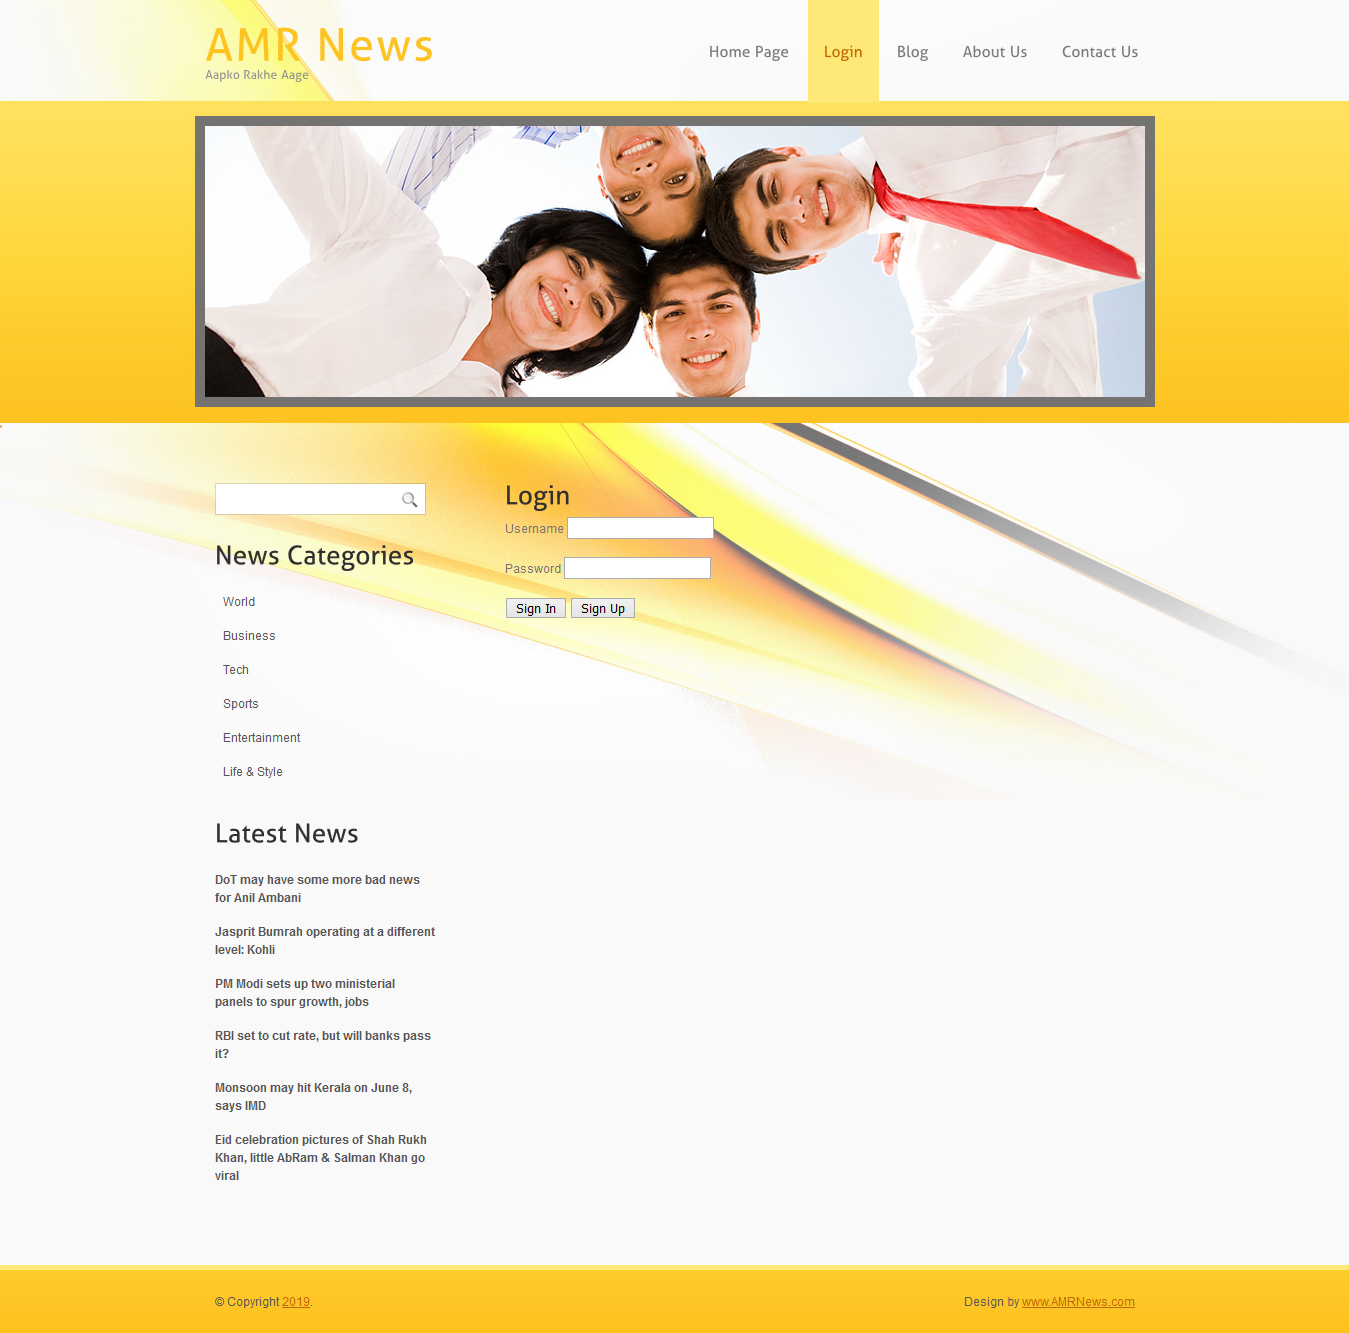 AMR News
Aapko Rakhe Aage
Home Page
Login
Blog
About Us
Contact Us
Login
Username
Password
Sign In
Sign Up
News Categories
World
Business
Tech
Sports
Entertainment
Life & Style
Latest News
DoT may have some more bad news
for Anil Ambani
Jasprit Bumrah operating at a different
level: Kohli
PM Modi sets up two ministerial
panels to spur growth, jobs
RBI set to cut rate, but will banks pass
it?
Monsoon may hit Kerala on June 8,
says IMD
Eid celebration pictures of Shah Rukh
Khan, little AbRam & Salman Khan go
viral
© Copyright 2019.
Design by www.AMRNews.com